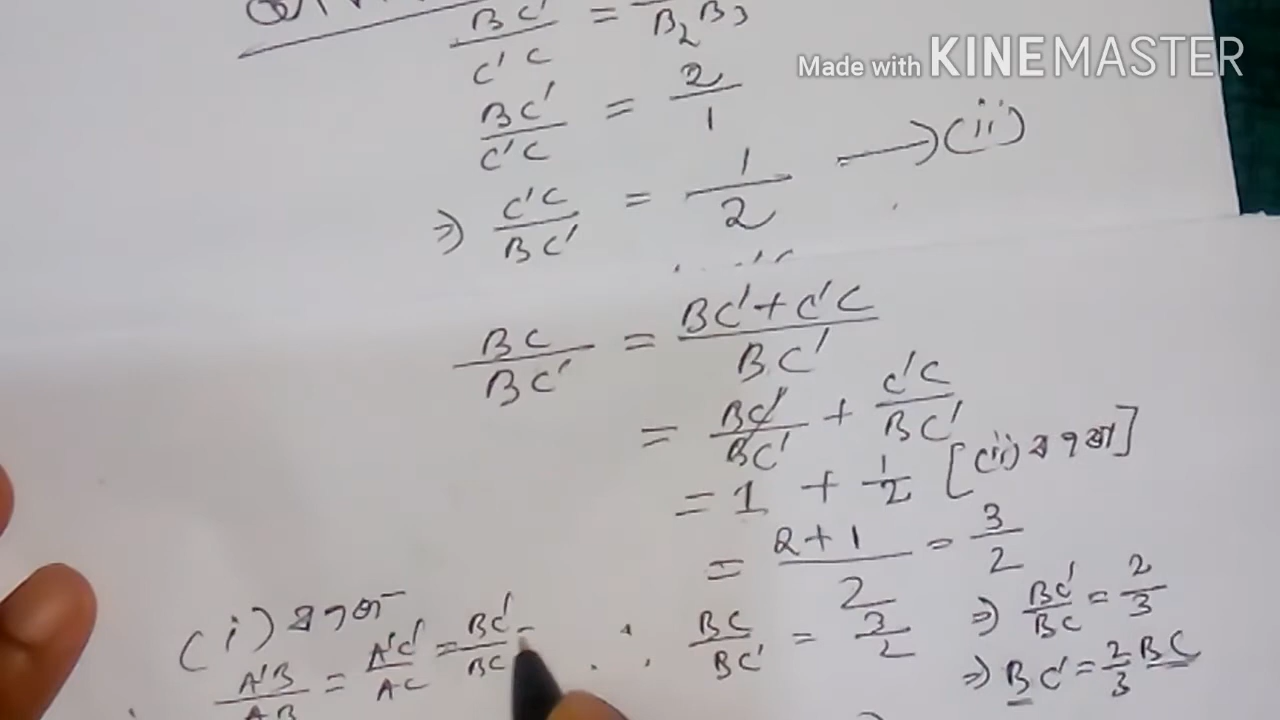 Made with KINEMASTER
BC'/C'C = /B₂B₃
BC'/C'C = 2/1
⇒ C'C/BC' = 1/2 → (ii)
BC/BC' = BC'+C'C/BC'
= BC'/BC' + C'C/BC'
= 1 + 1/2 [(ii) ৰ পৰা]
= 2+1/2 = 3/2
∴ BC/BC' = 3/2 ⇒ BC'/BC = 2/3
⇒ BC' = 2/3 BC
(i) ৰ পৰা
A'B/AB = A'C'/AC = BC'/BC =